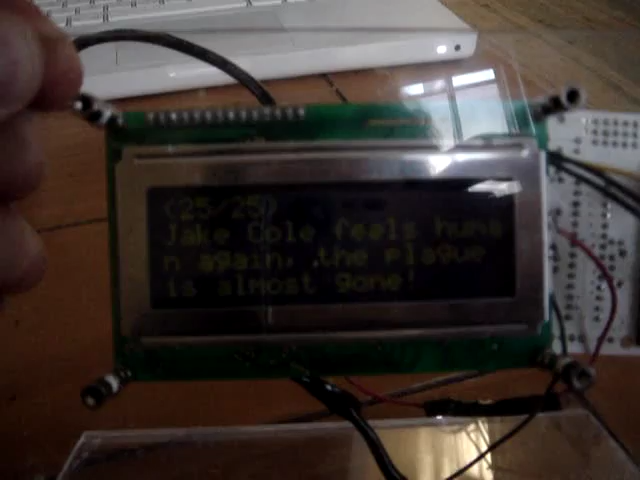 (25/25)
Jake Cole feels huma
n again, the plague
is almost gone!